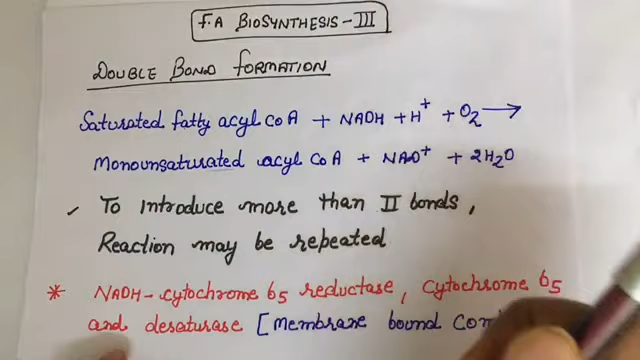 F.A BIOSYNTHESIS-III
DOUBLE BOND FORMATION
Saturated fatty acyl CoA + NADH + H+ + O2 →
Monounsaturated acyl CoA + NAD+ + 2H2O
✓ To introduce more than II bonds,
Reaction may be repeated
* NADH-cytochrome b5 reductase, cytochrome b5
and desaturase [Membrane bound